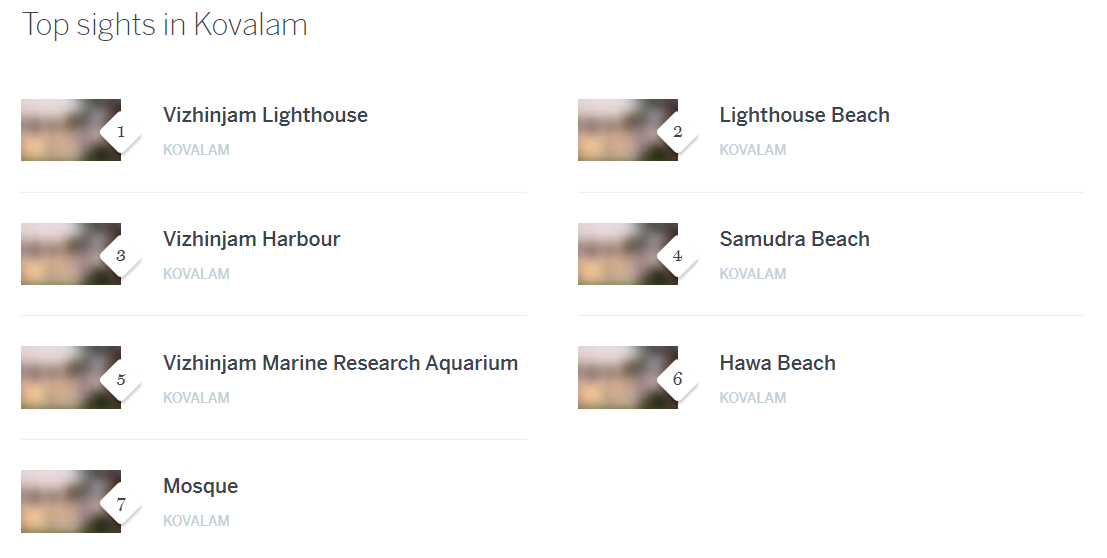 Top sights in Kovalam
1
Vizhinjam Lighthouse
KOVALAM
2
Lighthouse Beach
KOVALAM
3
Vizhinjam Harbour
KOVALAM
4
Samudra Beach
KOVALAM
5
Vizhinjam Marine Research Aquarium
KOVALAM
6
Hawa Beach
KOVALAM
7
Mosque
KOVALAM